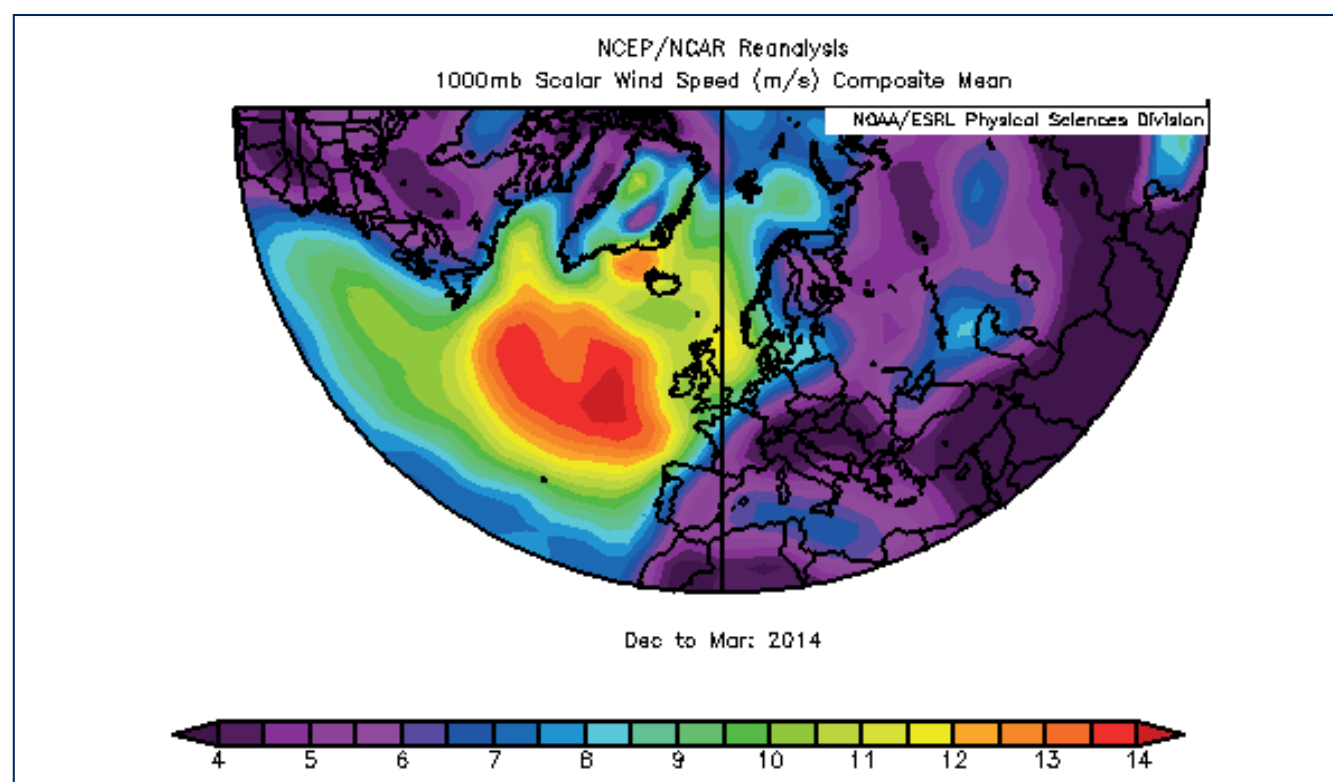 NCEP/NCAR Reanalysis
1000mb Scalar Wind Speed (m/s) Composite Mean
NOAA/ESRL Physical Sciences Division
Dec to Mar: 2014
4 5 6 7 8 9 10 11 12 13 14